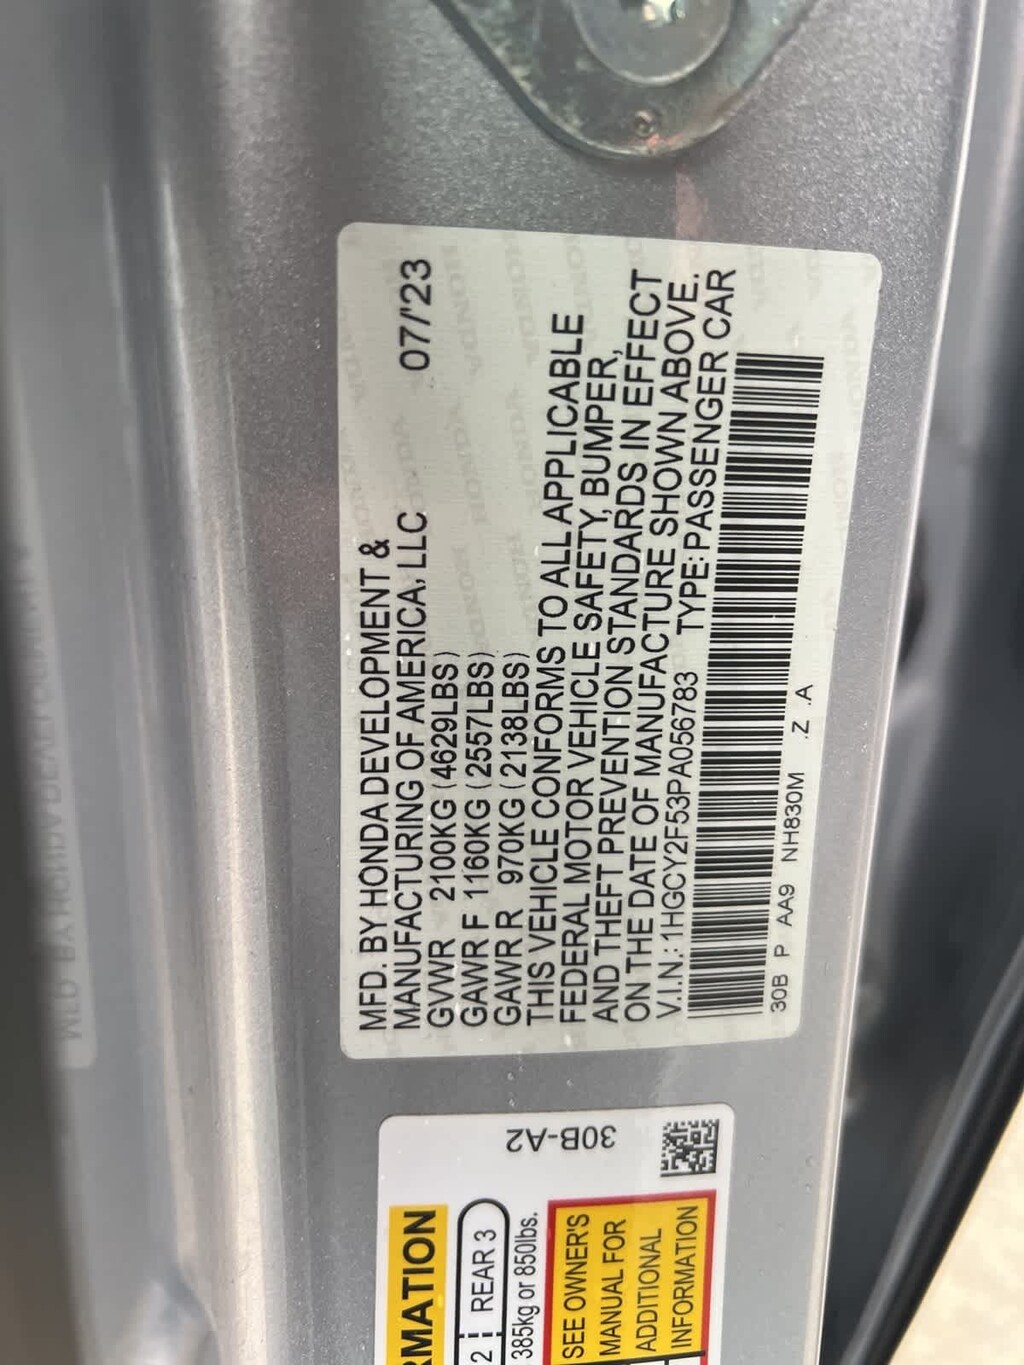 MFD. BY HONDA DEVELOPMENT &
MANUFACTURING OF AMERICA, LLC 07/'23
GVWR 2100KG (4629LBS)
GAWR F 1160KG (2557LBS)
GAWR R 970KG (2138LBS)
THIS VEHICLE CONFORMS TO ALL APPLICABLE
FEDERAL MOTOR VEHICLE SAFETY, BUMPER,
AND THEFT PREVENTION STANDARDS IN EFFECT
ON THE DATE OF MANUFACTURE SHOWN ABOVE.
V.I.N.: 1HGCY2F53PA056783 TYPE: PASSENGER CAR
30B P AA9 NH830M .Z .A
30B-A2
RMATION
2 REAR 3
385kg or 850lbs.
SEE OWNER'S
MANUAL FOR
ADDITIONAL
INFORMATION